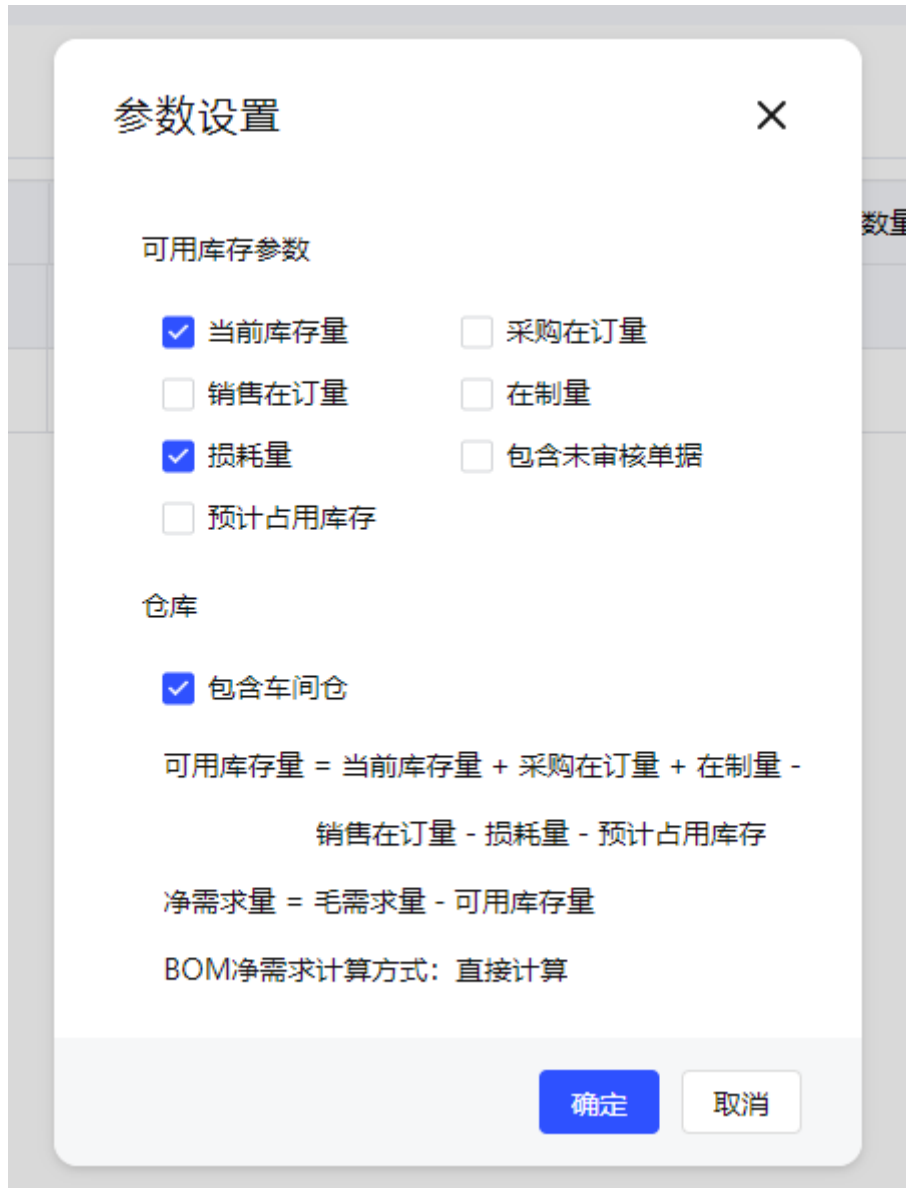 参数设置
数量
可用库存参数
当前库存量 采购在订量
销售在订量 在制量
损耗量 包含未审核单据
预计占用库存
仓库
包含车间仓
可用库存量 = 当前库存量 + 采购在订量 + 在制量 -
销售在订量 - 损耗量 - 预计占用库存
净需求量 = 毛需求量 - 可用库存量
BOM净需求计算方式：直接计算
确定 取消